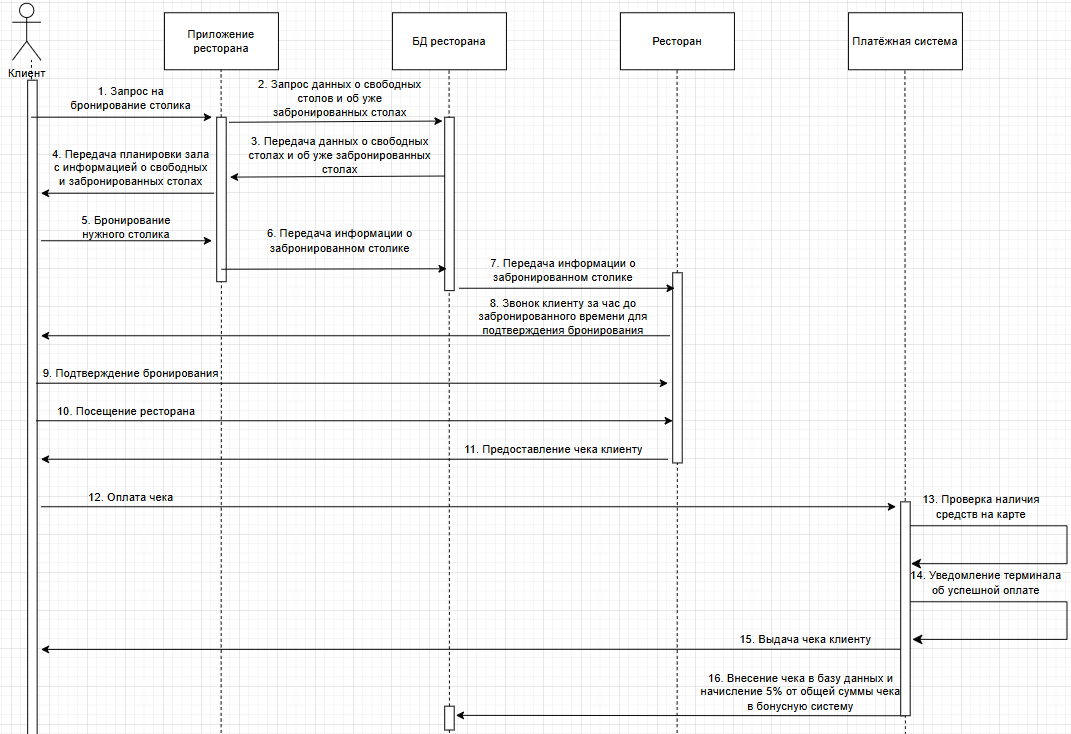 Клиент
Приложение
ресторана
БД ресторана
Ресторан
Платёжная система
1. Запрос на
бронирование столика
2. Запрос данных о свободных
столов и об уже
забронированных столах
3. Передача данных о свободных
столах и об уже забронированных
столах
4. Передача планировки зала
с информацией о свободных
и забронированных столах
5. Бронирование
нужного столика
6. Передача информации о
забронированном столике
7. Передача информации о
забронированном столике
8. Звонок клиенту за час до
забронированного времени для
подтверждения бронирования
9. Подтверждение бронирования
10. Посещение ресторана
11. Предоставление чека клиенту
12. Оплата чека
13. Проверка наличия
средств на карте
14. Уведомление терминала
об успешной оплате
15. Выдача чека клиенту
16. Внесение чека в базу данных и
начисление 5% от общей суммы чека
в бонусную систему